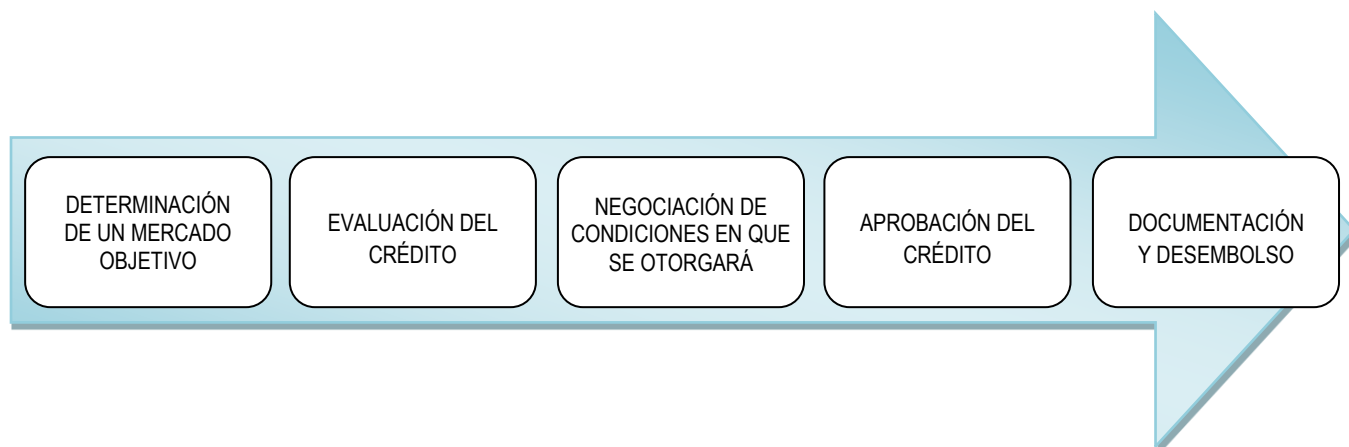 DETERMINACIÓN
DE UN MERCADO
OBJETIVO
EVALUACIÓN DEL
CRÉDITO
NEGOCIACIÓN DE
CONDICIONES EN QUE
SE OTORGARÁ
APROBACIÓN DEL
CRÉDITO
DOCUMENTACIÓN
Y DESEMBOLSO